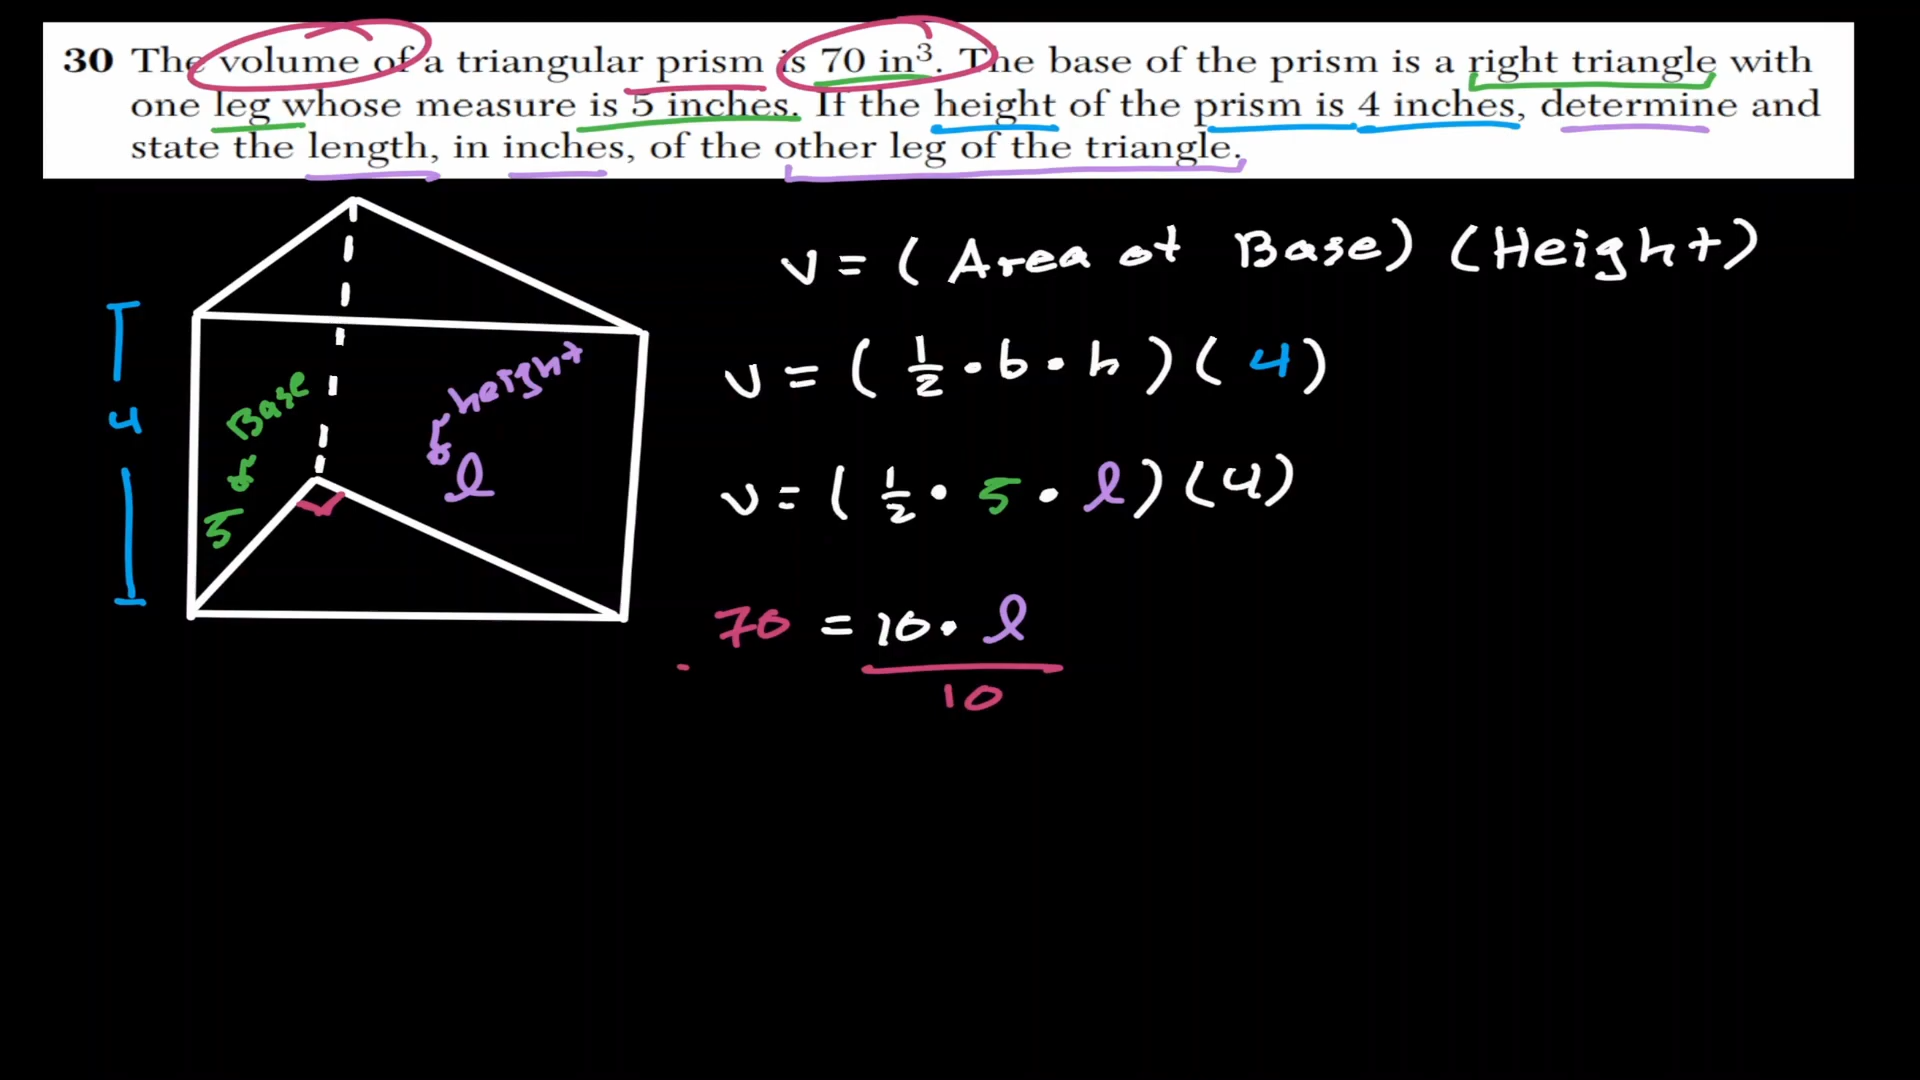 30 The volume of a triangular prism is 70 in³. The base of the prism is a right triangle with
one leg whose measure is 5 inches. If the height of the prism is 4 inches, determine and
state the length, in inches, of the other leg of the triangle.
V = (Area of Base) (Height)
V = (1/2 · b · h) (4)
V = (1/2 · 5 · l) (4)
70 = 10 · l
10
4
Base
5
height
l